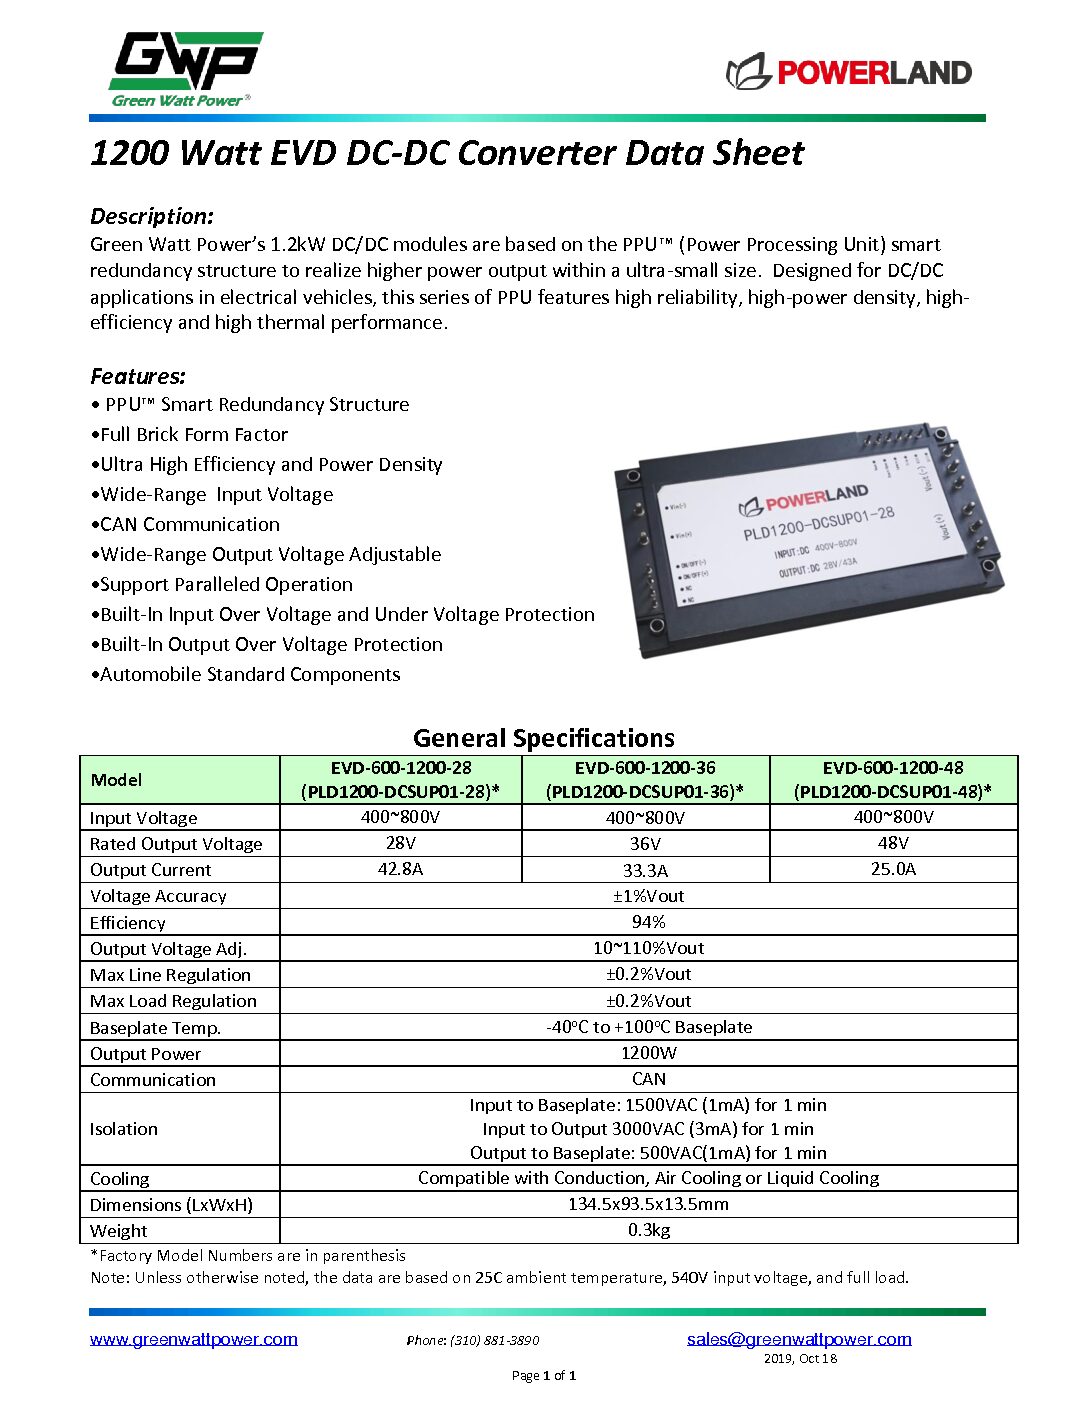 GWP
Green Watt Power®
POWERLAND
1200 Watt EVD DC-DC Converter Data Sheet
Description:
Green Watt Power’s 1.2kW DC/DC modules are based on the PPU™ (Power Processing Unit) smart
redundancy structure to realize higher power output within a ultra-small size.  Designed for DC/DC
applications in electrical vehicles, this series of PPU features high reliability, high-power density, high-
efficiency and high thermal performance.
Features:
• PPU™ Smart Redundancy Structure
•Full Brick Form Factor
•Ultra High Efficiency and Power Density
•Wide-Range  Input Voltage
•CAN Communication
•Wide-Range Output Voltage Adjustable
•Support Paralleled Operation
•Built-In Input Over Voltage and Under Voltage Protection
•Built-In Output Over Voltage Protection
•Automobile Standard Components
POWERLAND
PLD1200-DCSUP01-28
INPUT:DC 400V-800V
OUTPUT:DC 28V/43A
Vin(-)
Vin(+)
ON/OFF(-)
ON/OFF(+)
NC
NC
Vout(-)
Vout(+)
General Specifications
Model EVD-600-1200-28 (PLD1200-DCSUP01-28)* EVD-600-1200-36 (PLD1200-DCSUP01-36)* EVD-600-1200-48 (PLD1200-DCSUP01-48)*
Input Voltage 400~800V 400~800V 400~800V
Rated Output Voltage 28V 36V 48V
Output Current 42.8A 33.3A 25.0A
Voltage Accuracy ±1%Vout
Efficiency 94%
Output Voltage Adj. 10~110%Vout
Max Line Regulation ±0.2%Vout
Max Load Regulation ±0.2%Vout
Baseplate Temp. -40°C to +100°C Baseplate
Output Power 1200W
Communication CAN
Isolation Input to Baseplate: 1500VAC (1mA) for 1 min
Input to Output 3000VAC (3mA) for 1 min
Output to Baseplate: 500VAC(1mA) for 1 min
Cooling Compatible with Conduction, Air Cooling or Liquid Cooling
Dimensions (LxWxH) 134.5x93.5x13.5mm
Weight 0.3kg
*Factory Model Numbers are in parenthesis
Note: Unless otherwise noted, the data are based on 25C ambient temperature, 540V input voltage, and full load.
www.greenwattpower.com Phone: (310) 881-3890 sales@greenwattpower.com
2019, Oct 18
Page 1 of 1